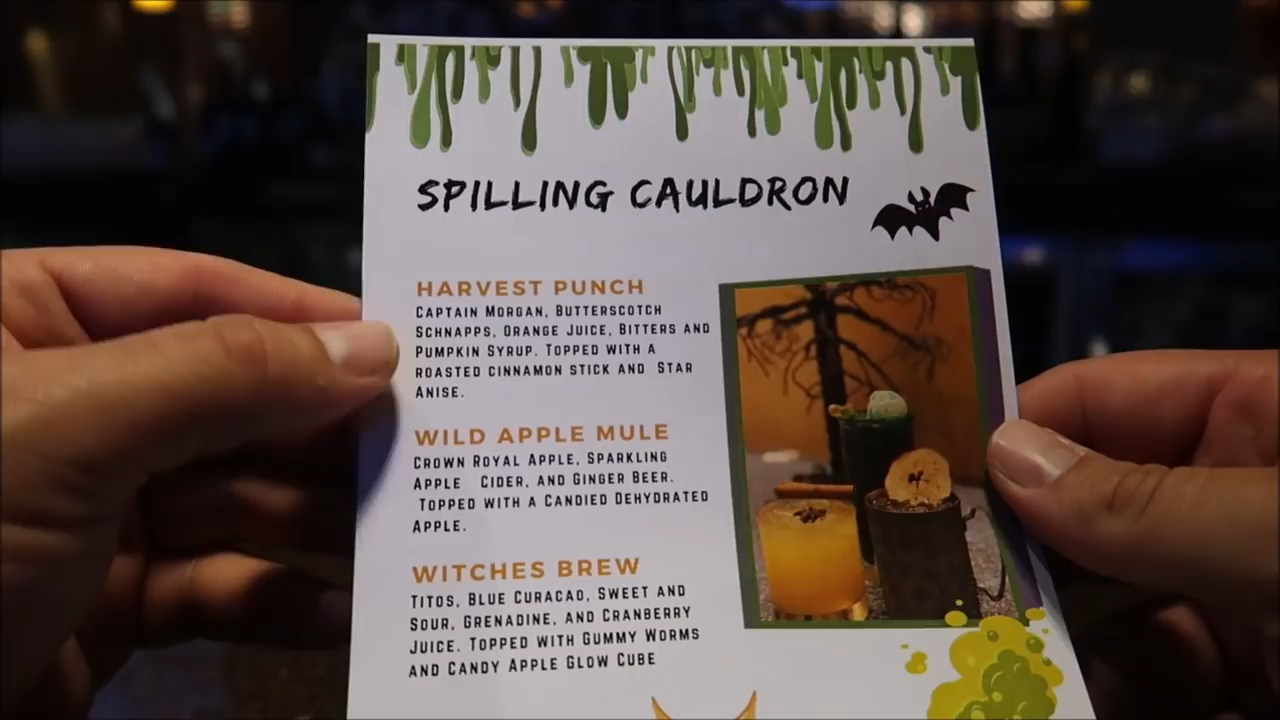 SPILLING CAULDRON
HARVEST PUNCH
CAPTAIN MORGAN, BUTTERSCOTCH
SCHNAPPS, ORANGE JUICE, BITTERS AND
PUMPKIN SYRUP. TOPPED WITH A
ROASTED CINNAMON STICK AND STAR
ANISE.
WILD APPLE MULE
CROWN ROYAL APPLE, SPARKLING
APPLE CIDER, AND GINGER BEER.
TOPPED WITH A CANDIED DEHYDRATED
APPLE.
WITCHES BREW
TITOS, BLUE CURACAO, SWEET AND
SOUR, GRENADINE, AND CRANBERRY
JUICE. TOPPED WITH GUMMY WORMS
AND CANDY APPLE GLOW CUBE